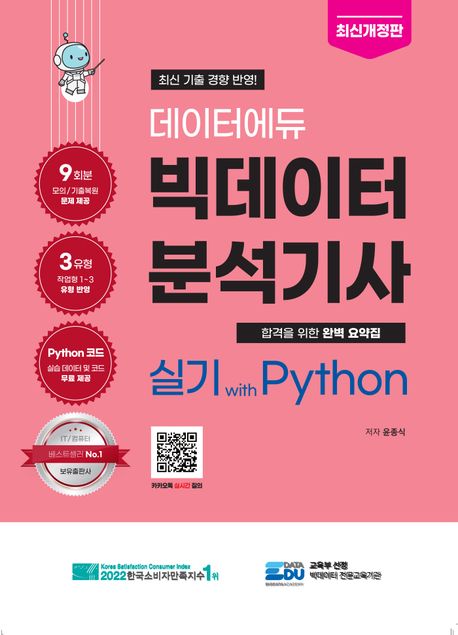 최신개정판
최신 기출 경향 반영!
데이터에듀
빅데이터
분석기사
합격을 위한 완벽 요약집
실기 with Python
저자 윤종식
9회분
모의/기출복원
문제 제공
3유형
작업형 1~3
유형 반영
Python 코드
실습 데이터 및 코드
무료 제공
IT/컴퓨터
베스트셀러 No.1
보유출판사
카카오톡 실시간 질의
Korea Satisfaction Consumer Index
2022한국소비자만족지수1위
DATA
EDU
교육부 선정
빅데이터 전문교육기관